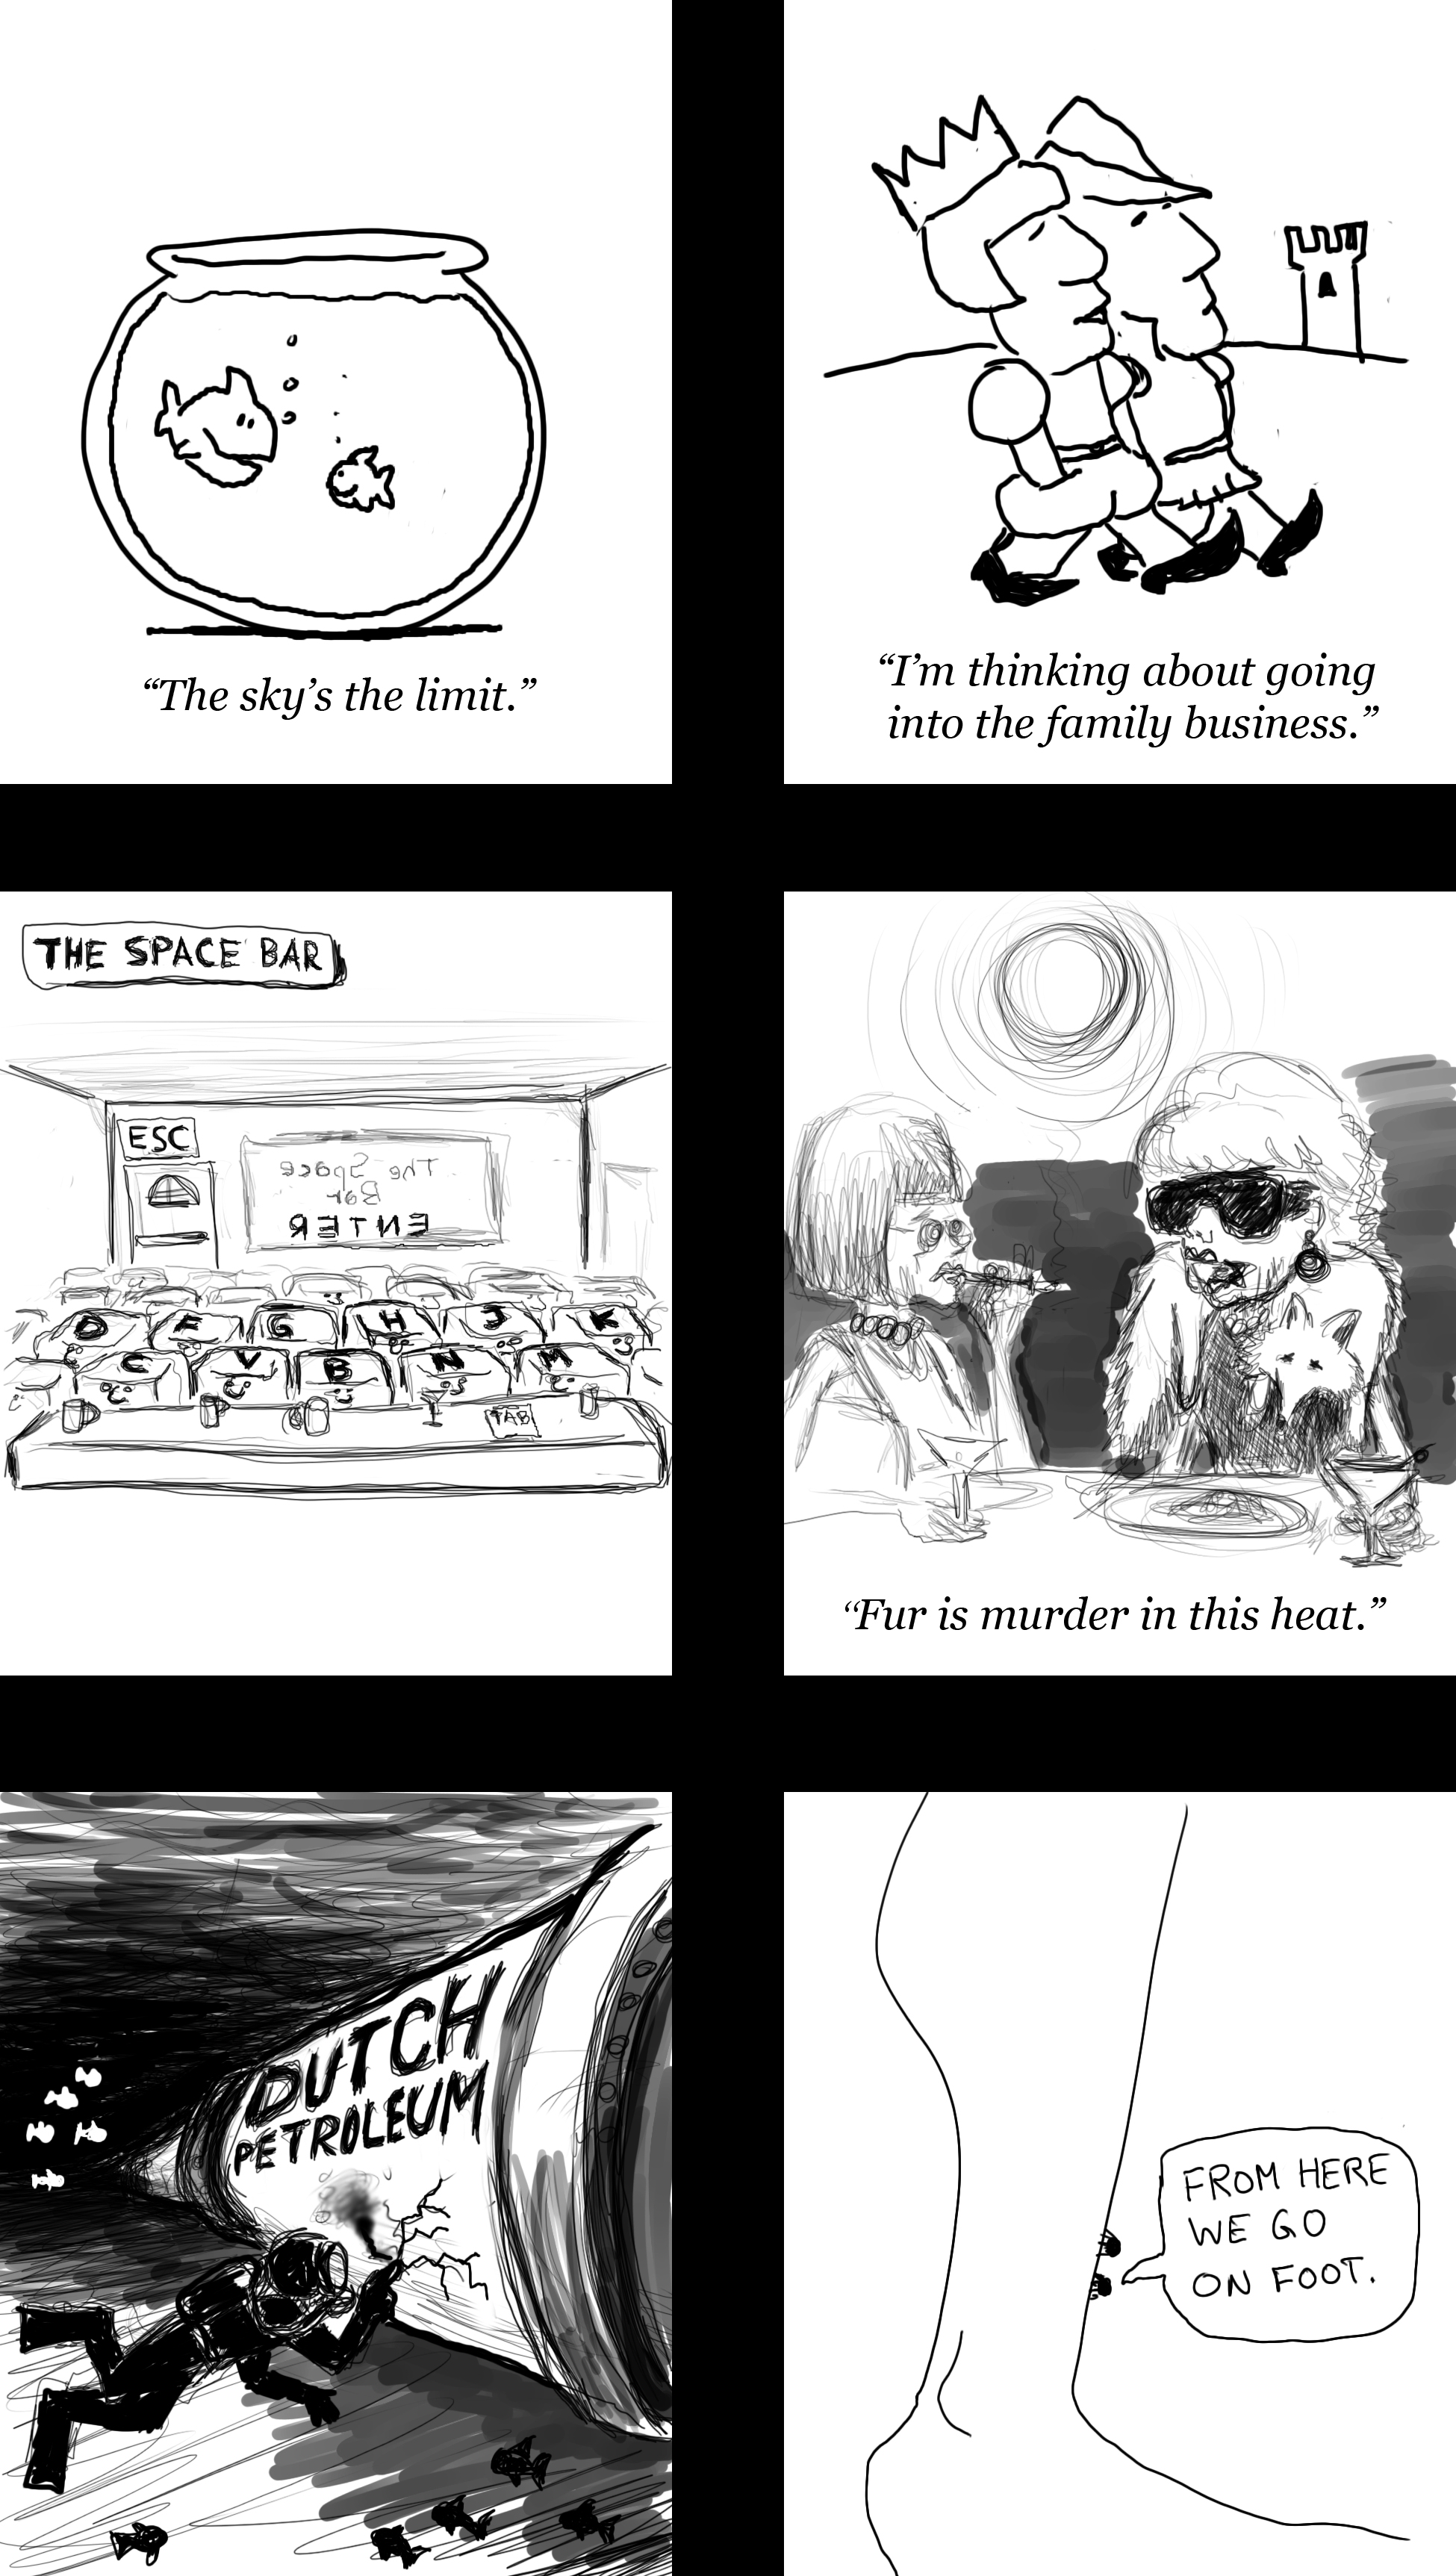 “The sky’s the limit.”
“I’m thinking about going
into the family business.”
THE SPACE BAR
ESC
The Space
Bar
ENTER
D F G H J K
C V B N M
TAB
“Fur is murder in this heat.”
DUTCH
PETROLEUM
FROM HERE
WE GO
ON FOOT.